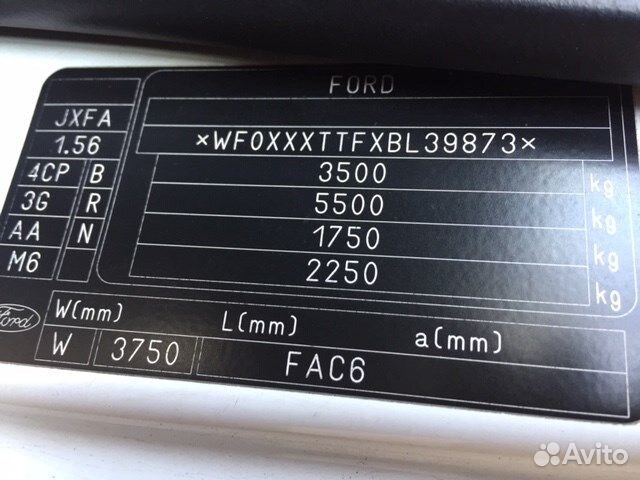 FORD
JXFA
1.56
*WF0XXXTTFXBL39873*
4CP B 3500 kg
3G R 5500 kg
AA N 1750 kg
M6 2250 kg
Ford W(mm) L(mm) a(mm)
W 3750 FAC6
Avito